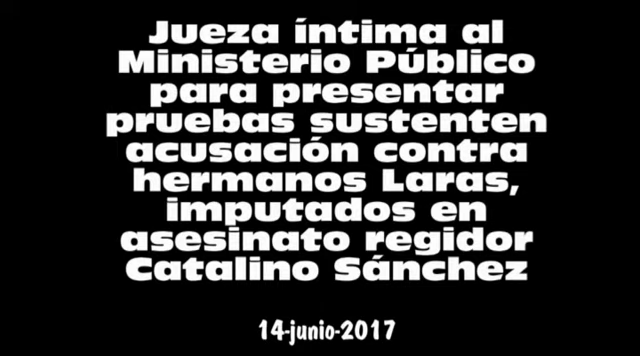 Jueza íntima al
Ministerio Público
para presentar
pruebas sustenten
acusación contra
hermanos Laras,
imputados en
asesinato regidor
Catalino Sánchez
14-junio-2017